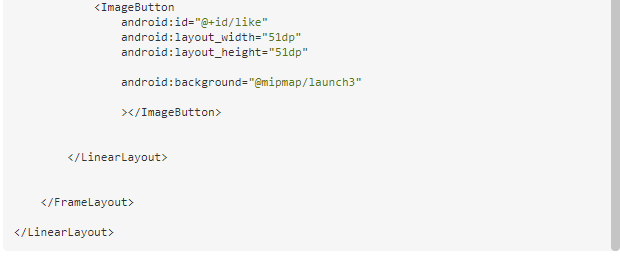 <ImageButton
android:id="@+id/like"
android:layout_width="51dp"
android:layout_height="51dp"
android:background="@mipmap/launch3"
></ImageButton>
</LinearLayout>
</FrameLayout>
</LinearLayout>